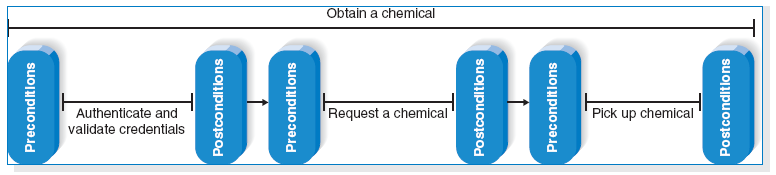 Obtain a chemical
Preconditions
Authenticate and
validate credentials
Postconditions
Preconditions
Request a chemical
Postconditions
Preconditions
Pick up chemical
Postconditions